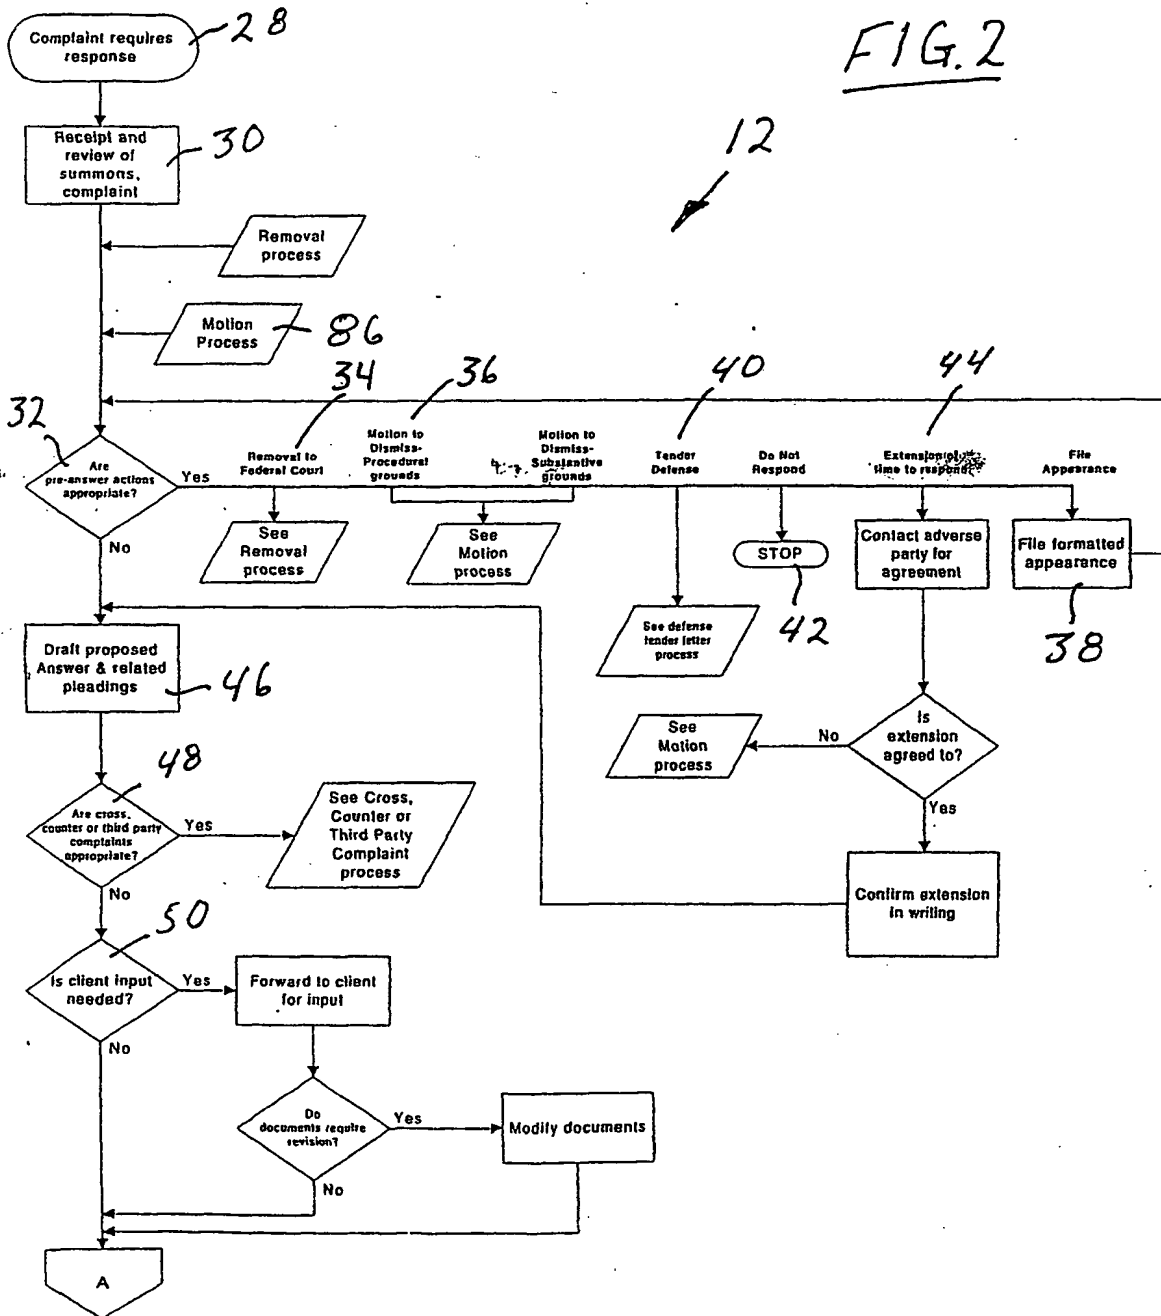 FIG. 2
Complaint requires
response
28
Receipt and
review of
summons,
complaint
30
12
Removal
process
Motion
Process
86
32
34
36
40
44
Are
pre-answer actions
appropriate?
Yes
No
Removal to
Federal Court
Motion to
Dismiss-
Procedural
grounds
Motion to
Dismiss-
Substantive
grounds
Tender
Defense
Do Not
Respond
Extension of
time to respond
File
Appearance
See
Removal
process
See
Motion
process
STOP
42
Contact adverse
party for
agreement
File formatted
appearance
38
See defense
tender letter
process
Draft proposed
Answer & related
pleadings
46
Is
extension
agreed to?
No
Yes
See
Motion
process
48
Are cross,
counter or third party
complaints
appropriate?
Yes
No
See Cross,
Counter or
Third Party
Complaint
process
Confirm extension
in writing
50
Is client input
needed?
Yes
No
Forward to client
for input
Do
documents require
revision?
Yes
No
Modify documents
A